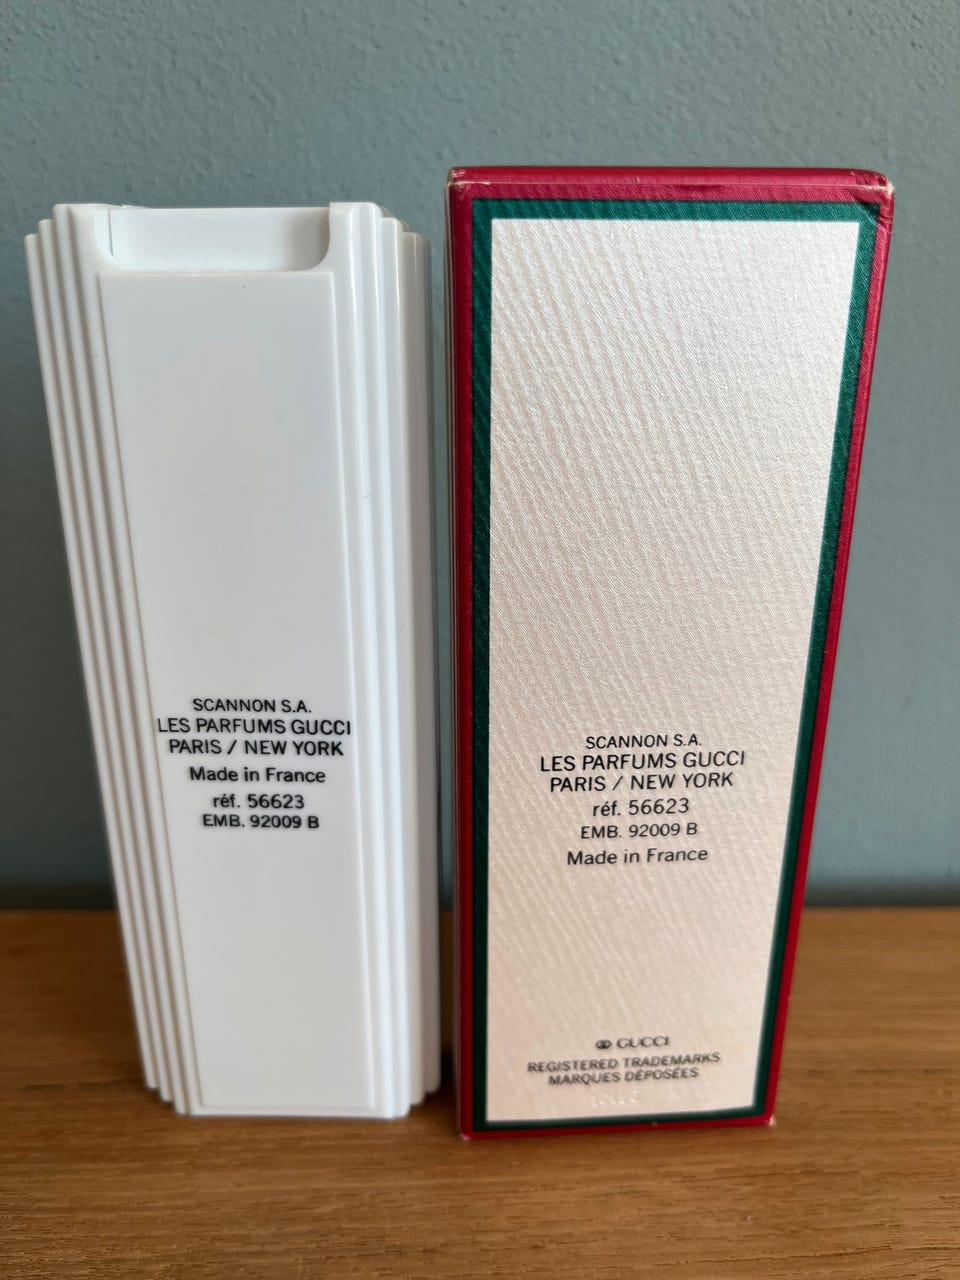 SCANNON S.A.
LES PARFUMS GUCCI
PARIS / NEW YORK
Made in France
réf. 56623
EMB. 92009 B
SCANNON S.A.
LES PARFUMS GUCCI
PARIS / NEW YORK
réf. 56623
EMB. 92009 B
Made in France
GUCCI
REGISTERED TRADEMARKS
MARQUES DÉPOSÉES